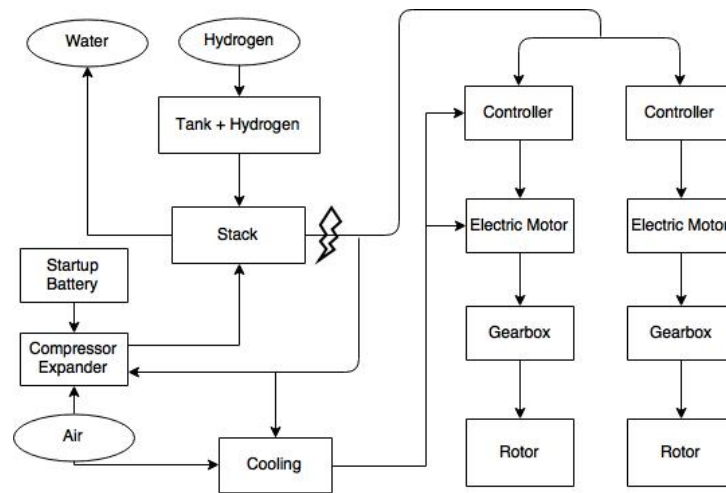 Water
Hydrogen
Tank + Hydrogen
Controller
Controller
Stack
Electric Motor
Electric Motor
Startup
Battery
Compressor
Expander
Gearbox
Gearbox
Air
Cooling
Rotor
Rotor